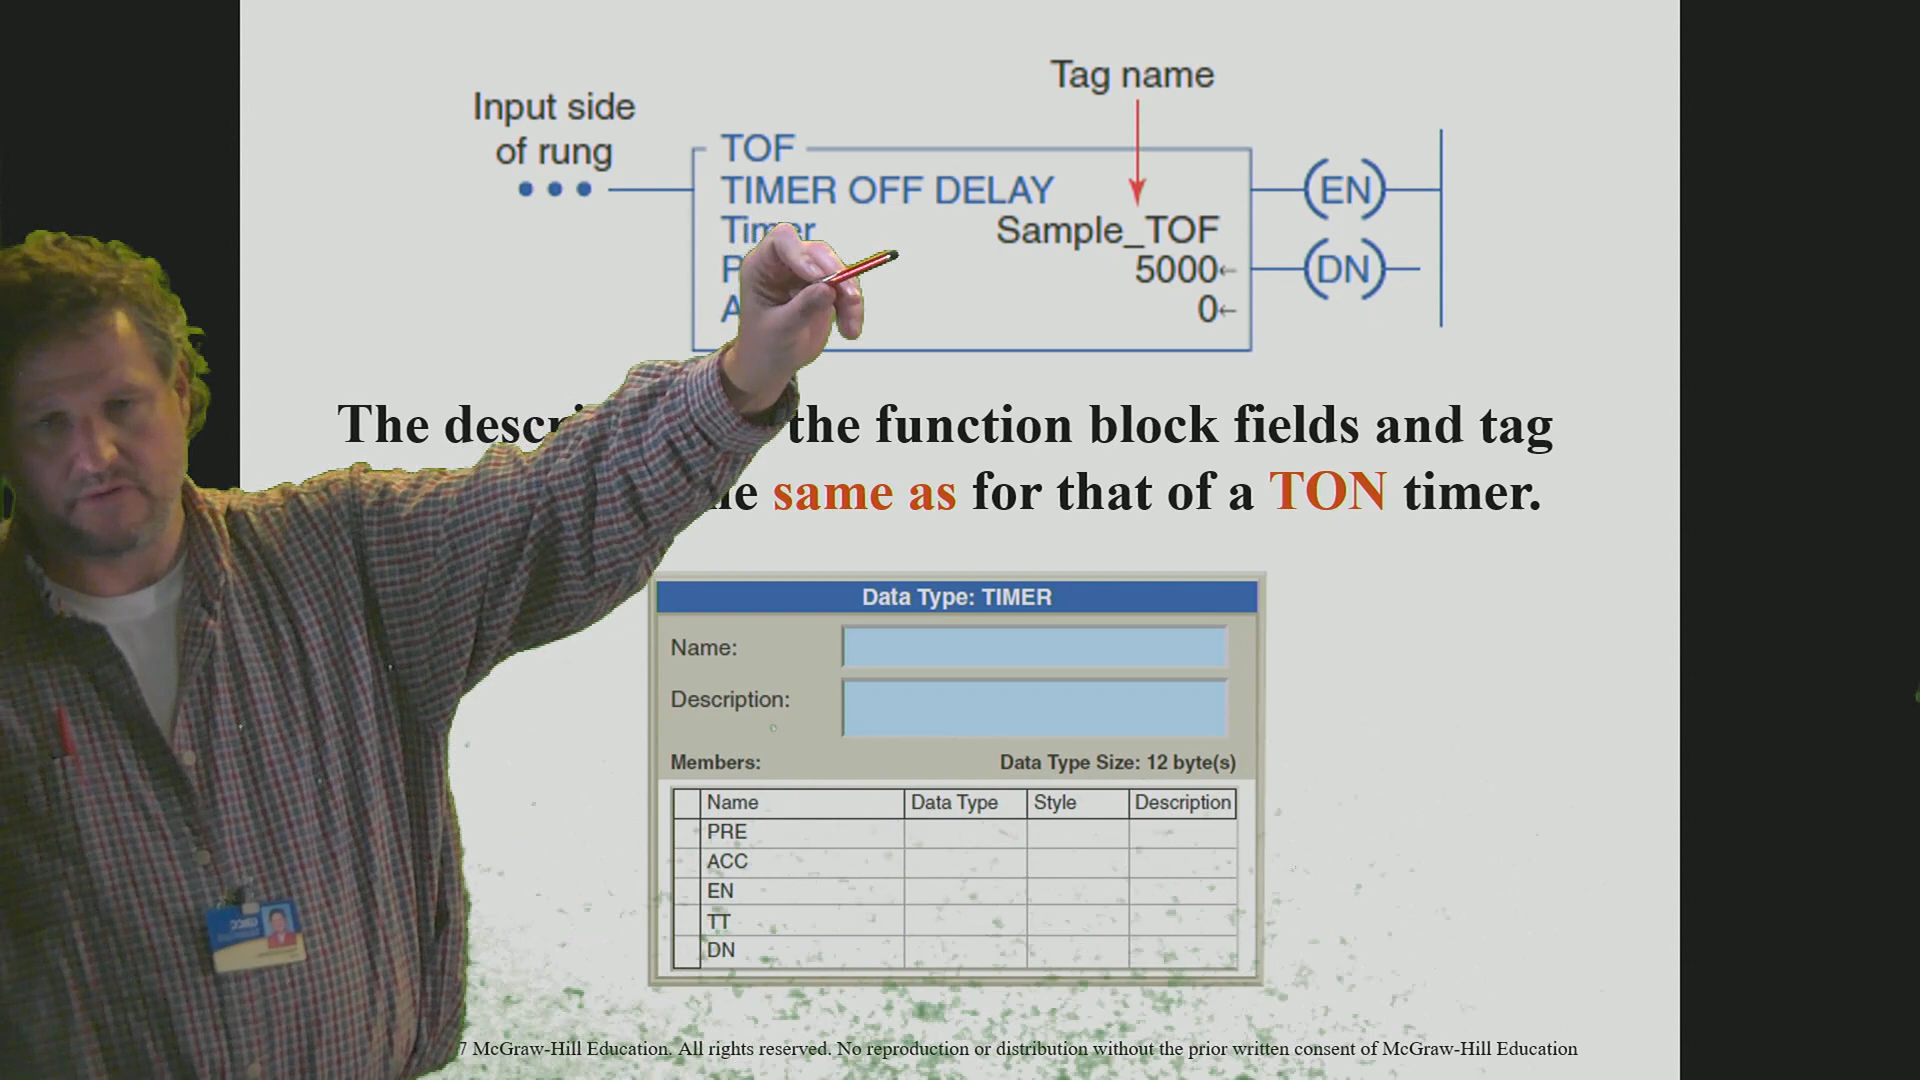 Tag name
Input side
of rung
TOF
TIMER OFF DELAY
Timer Sample_TOF
P 5000←
A 0←
EN
DN
The descri the function block fields and tag
e same as for that of a TON timer.
Data Type: TIMER
Name:
Description:
Members: Data Type Size: 12 byte(s)
Name Data Type Style Description
PRE
ACC
EN
TT
DN
7 McGraw-Hill Education. All rights reserved. No reproduction or distribution without the prior written consent of McGraw-Hill Education